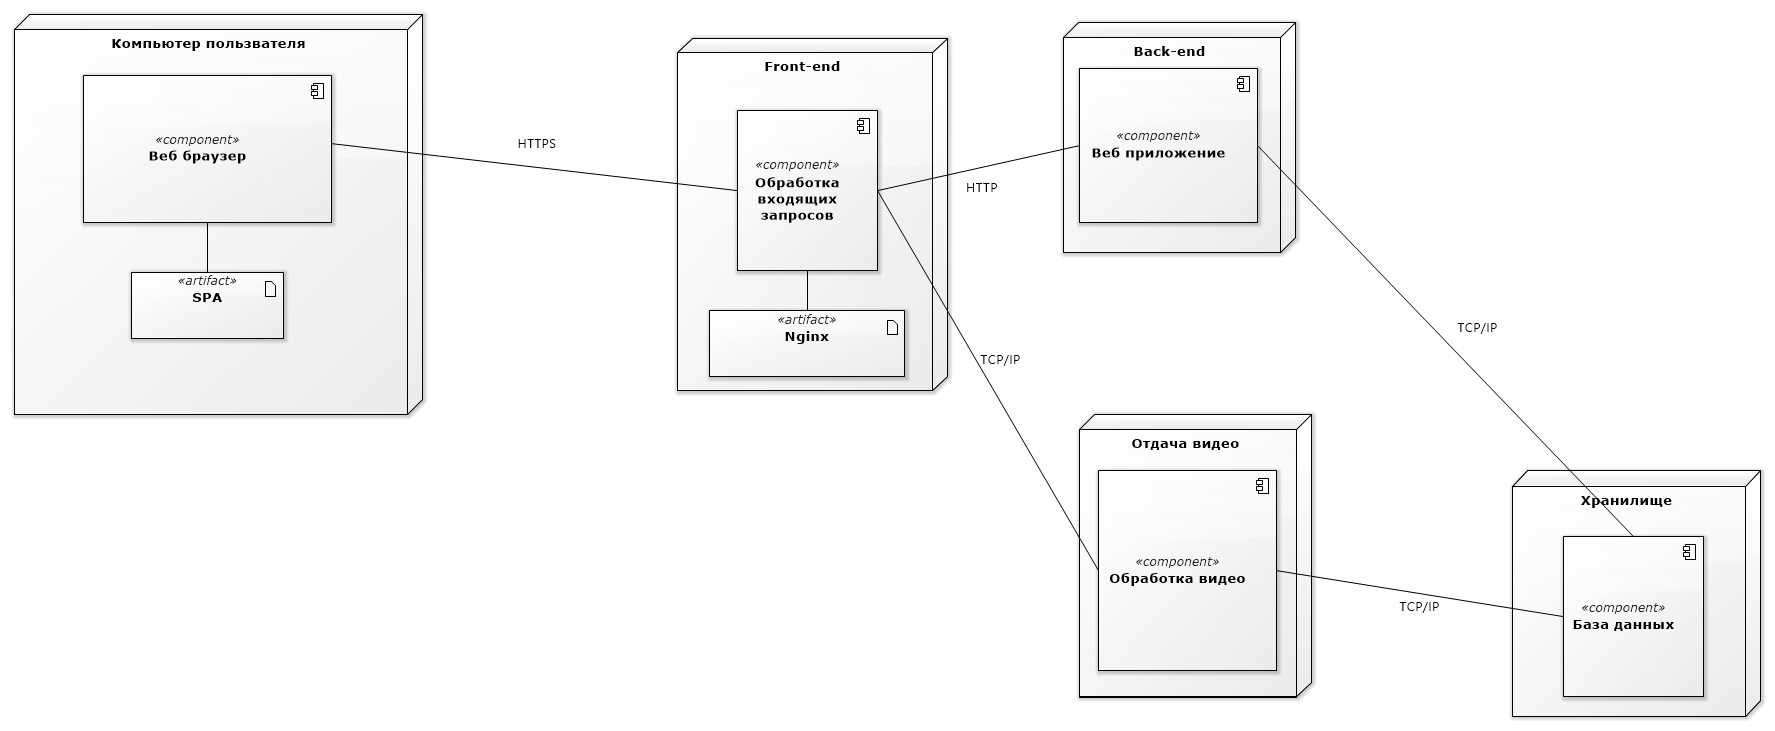 Компьютер пользвателя
«component»
Веб браузер
«artifact»
SPA
HTTPS
Front-end
«component»
Обработка
входящих
запросов
«artifact»
Nginx
HTTP
TCP/IP
Back-end
«component»
Веб приложение
TCP/IP
Отдача видео
«component»
Обработка видео
TCP/IP
Хранилище
«component»
База данных